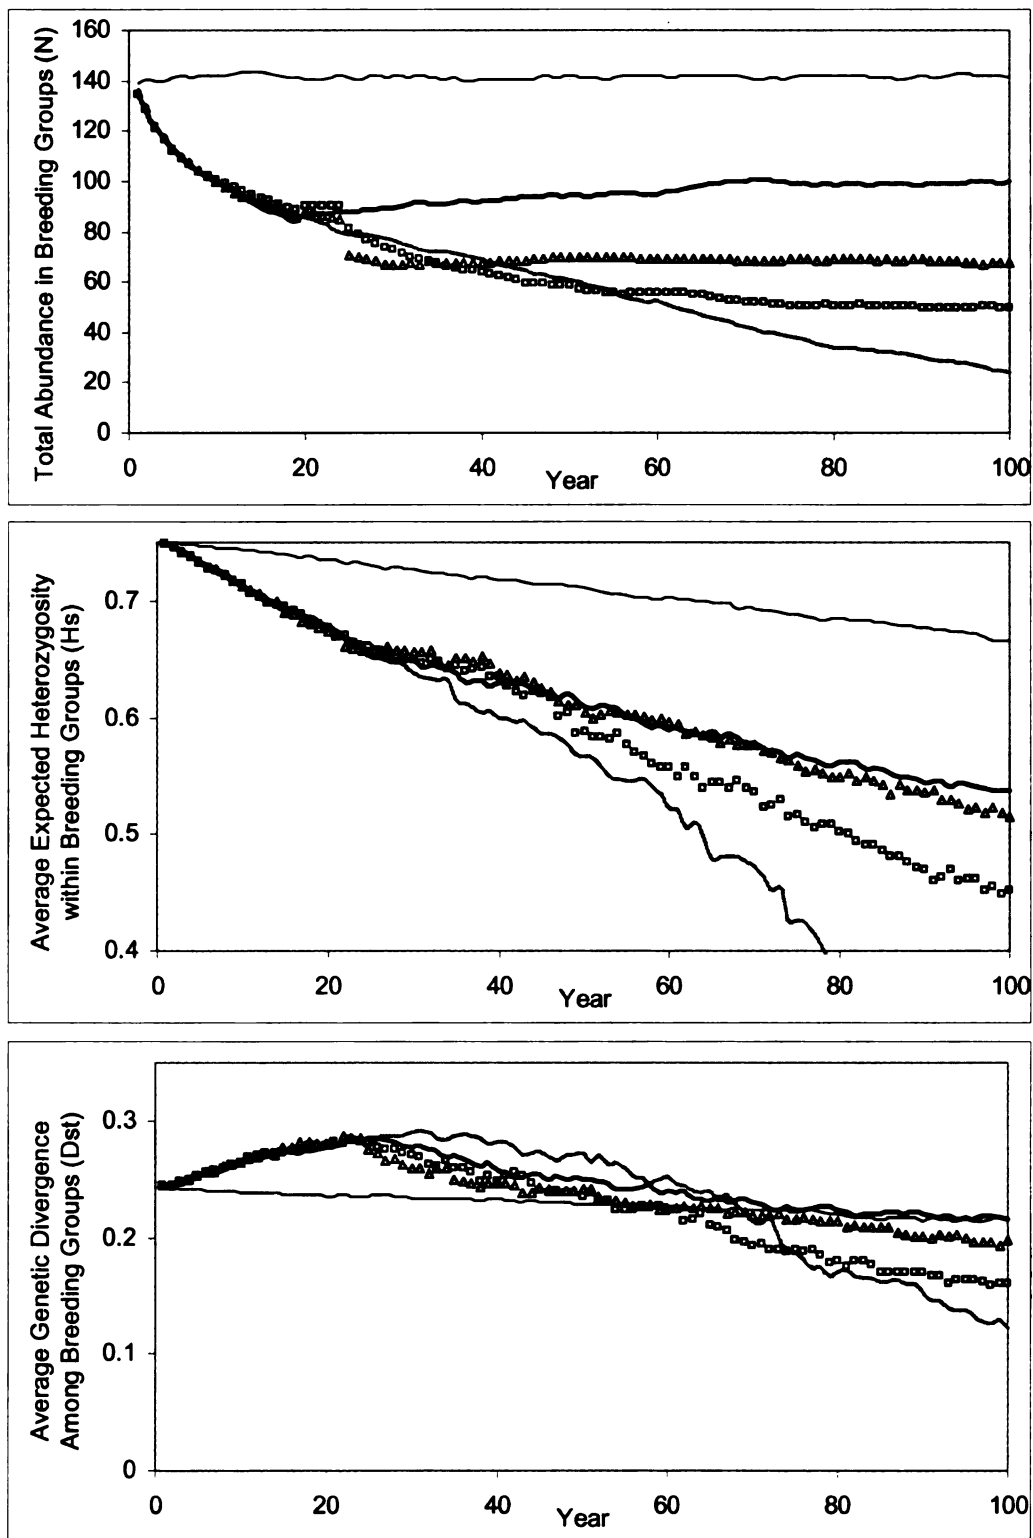 Total Abundance in Breeding Groups (N)
160
140
120
100
80
60
40
20
0
0 20 40 60 80 100
Year
Average Expected Heterozygosity
within Breeding Groups (Hs)
0.7
0.6
0.5
0.4
0 20 40 60 80 100
Year
Average Genetic Divergence
Among Breeding Groups (Dst)
0.3
0.2
0.1
0
0 20 40 60 80 100
Year